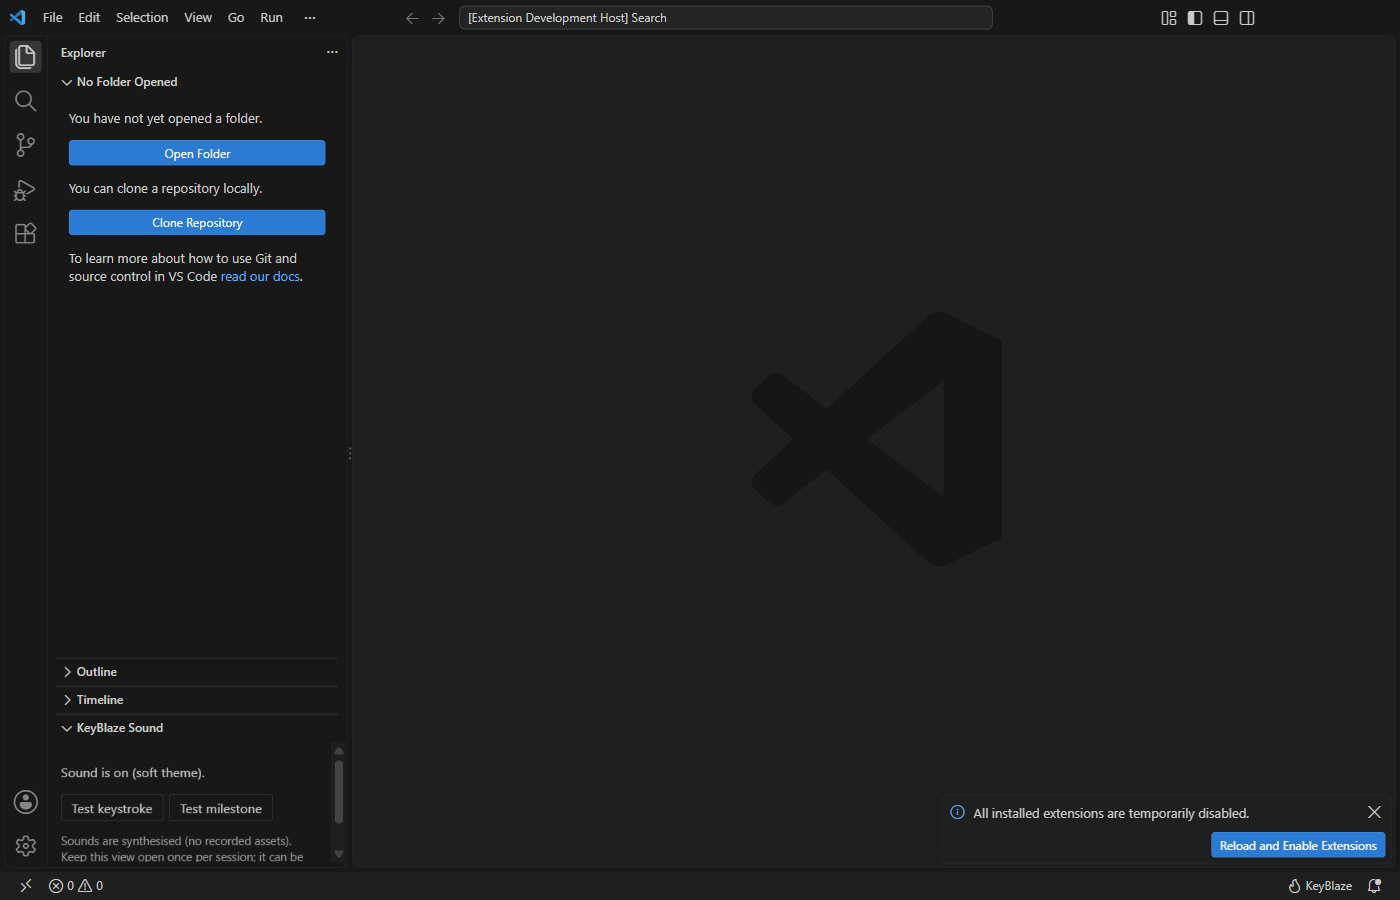 File Edit Selection View Go Run ···
[Extension Development Host] Search
Explorer
No Folder Opened
You have not yet opened a folder.
Open Folder
You can clone a repository locally.
Clone Repository
To learn more about how to use Git and
source control in VS Code read our docs.
Outline
Timeline
KeyBlaze Sound
Sound is on (soft theme).
Test keystroke Test milestone
Sounds are synthesised (no recorded assets).
Keep this view open once per session; it can be
All installed extensions are temporarily disabled.
Reload and Enable Extensions
0 0
KeyBlaze